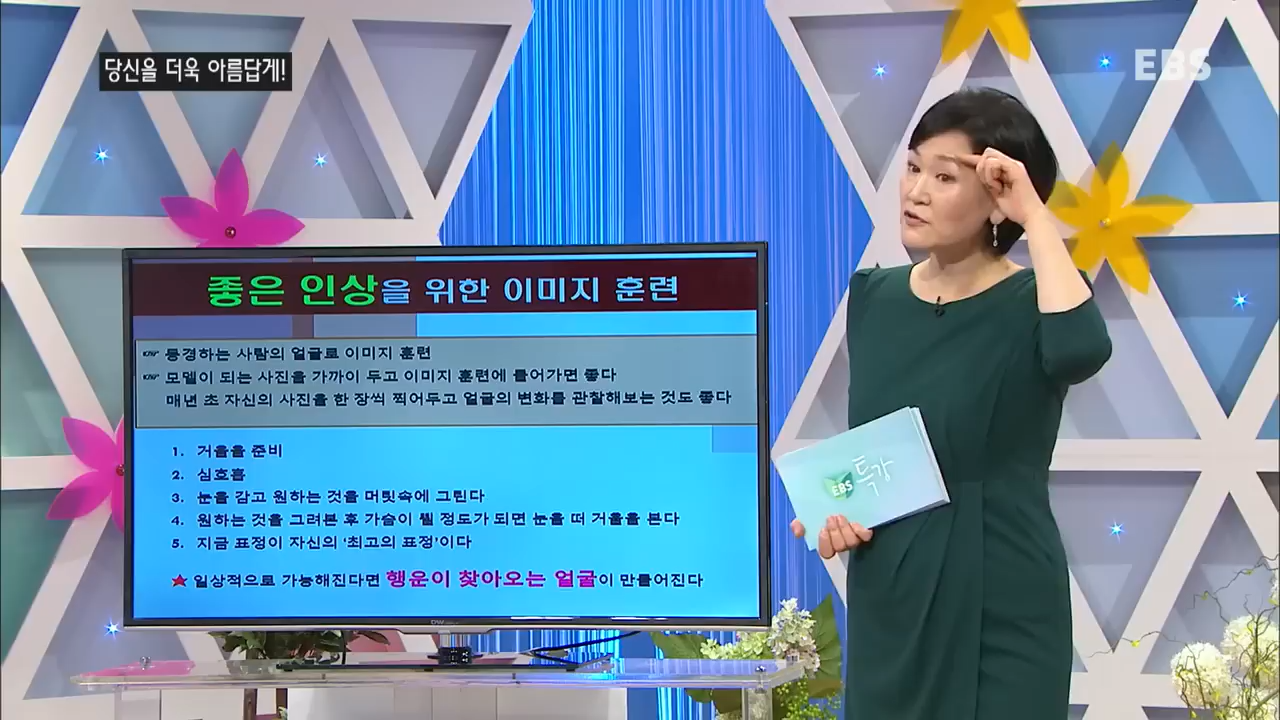 당신을 더욱 아름답게!
EBS
좋은 인상을 위한 이미지 훈련
동경하는 사람의 얼굴로 이미지 훈련
모델이 되는 사진을 가까이 두고 이미지 훈련에 들어가면 좋다
매년 초 자신의 사진을 한 장씩 찍어두고 얼굴의 변화를 관찰해보는 것도 좋다
1. 거울을 준비
2. 심호흡
3. 눈을 감고 원하는 것을 머릿속에 그린다
4. 원하는 것을 그려본 후 가슴이 뛸 정도가 되면 눈을 떠 거울을 본다
5. 지금 표정이 자신의 '최고의 표정'이다
★ 일상적으로 가능해진다면 행운이 찾아오는 얼굴이 만들어진다
EBS 특강